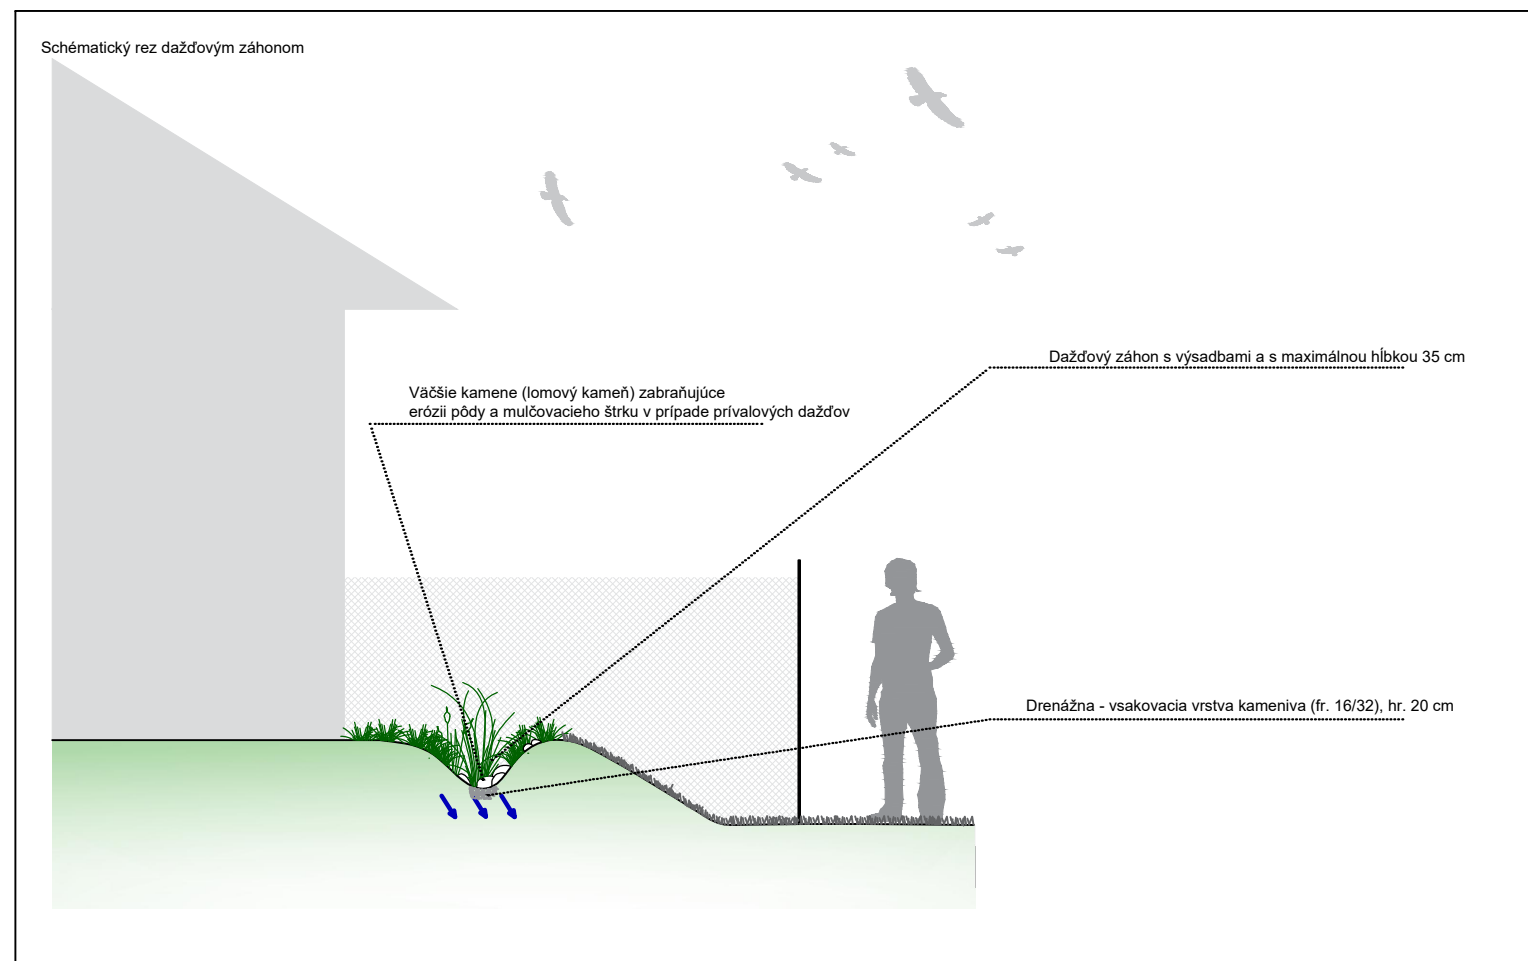 Schématický rez dažďovým záhonom
Dažďový záhon s výsadbami a s maximálnou hĺbkou 35 cm
Väčšie kamene (lomový kameň) zabraňujúce
erózii pôdy a mulčovacieho štrku v prípade prívalových dažďov
Drenážna - vsakovacia vrstva kameniva (fr. 16/32), hr. 20 cm